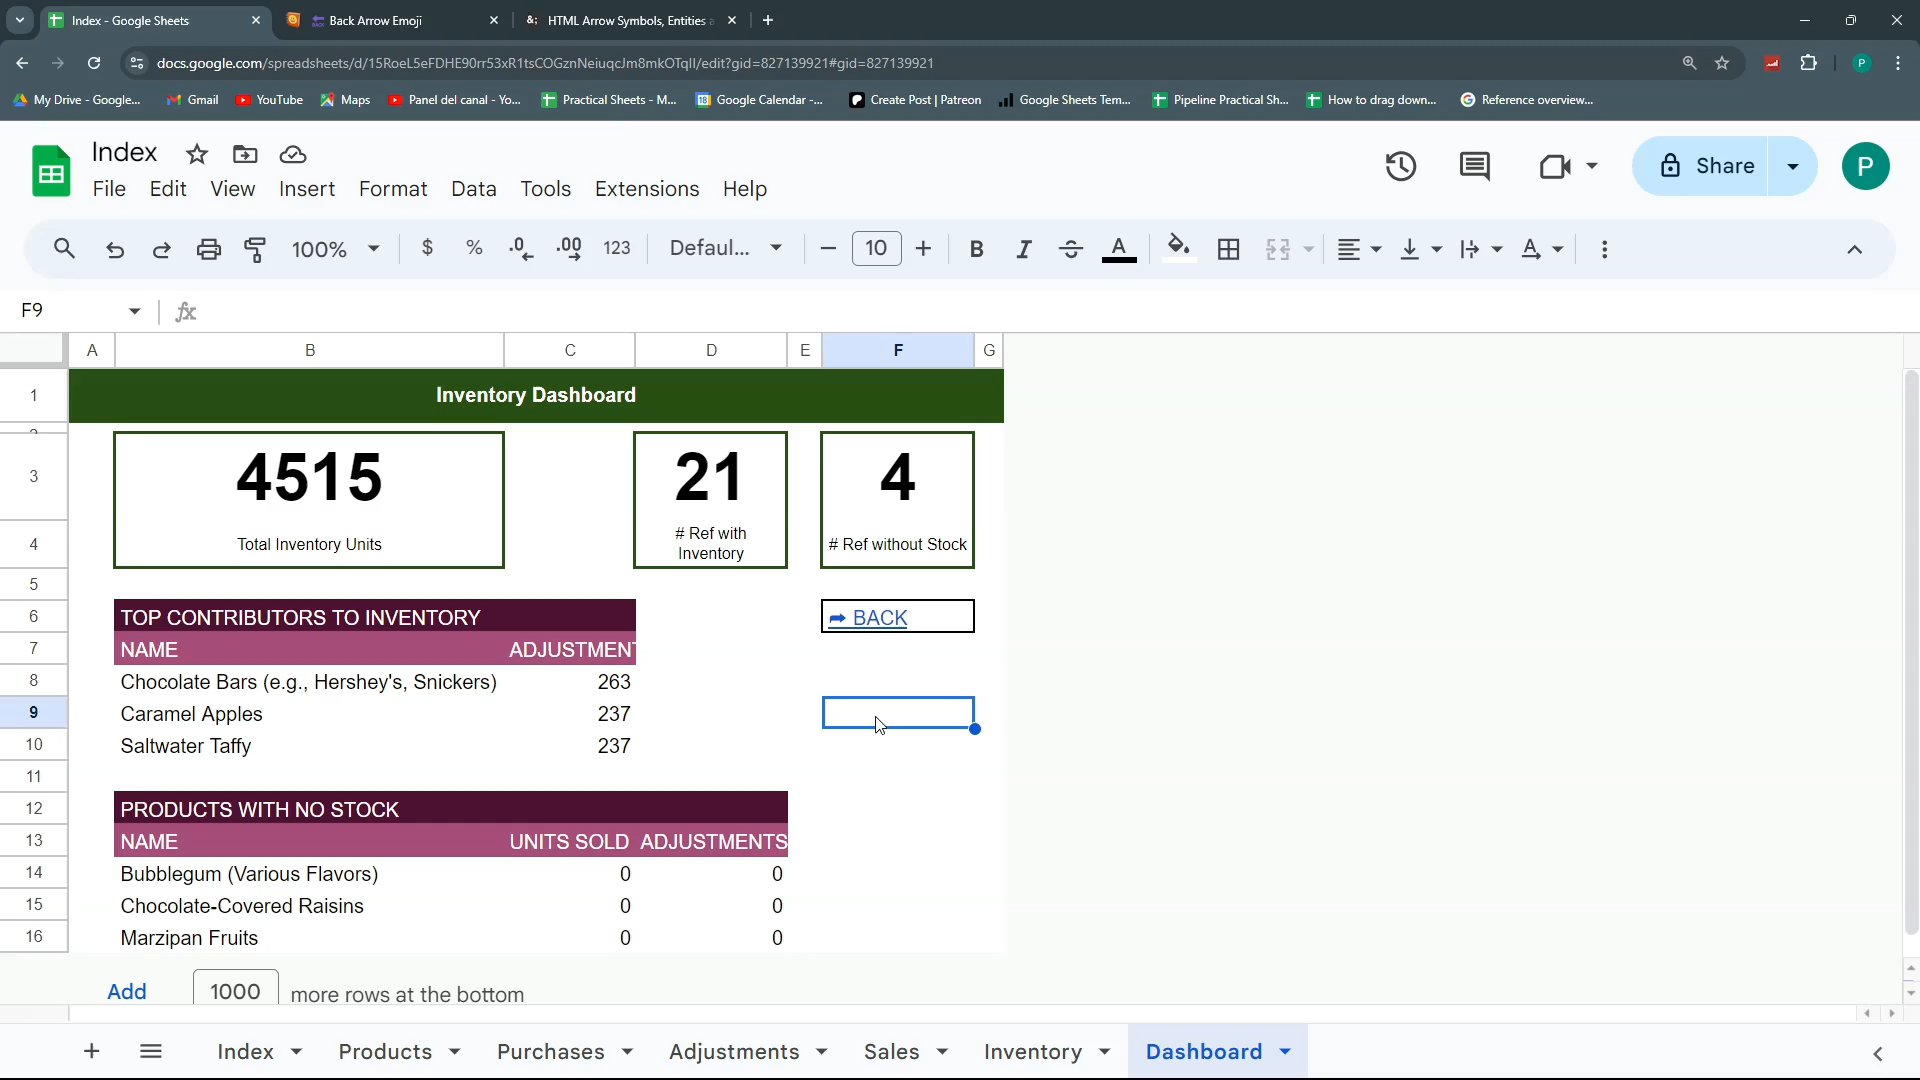 Index - Google Sheets
Back Arrow Emoji
&; HTML Arrow Symbols, Entities a
docs.google.com/spreadsheets/d/15RoeL5eFDHE90rr53xR1tsCOGznNeiuqcJm8mkOTqlI/edit?gid=827139921#gid=827139921
P
My Drive - Google...
Gmail
YouTube
Maps
Panel del canal - Yo...
Practical Sheets - M...
Google Calendar -...
Create Post | Patreon
Google Sheets Tem...
Pipeline Practical Sh...
How to drag down...
Reference overview...
Index
File Edit View Insert Format Data Tools Extensions Help
Share
P
100% $ % .0 .00 123 Defaul... 10 B I S A
F9 fx
A B C D E F G
1 Inventory Dashboard
2
3 4515 21 4
4 Total Inventory Units # Ref with Inventory # Ref without Stock
5
6 TOP CONTRIBUTORS TO INVENTORY ➦ BACK
7 NAME ADJUSTMENT
8 Chocolate Bars (e.g., Hershey's, Snickers) 263
9 Caramel Apples 237
10 Saltwater Taffy 237
11
12 PRODUCTS WITH NO STOCK
13 NAME UNITS SOLD ADJUSTMENTS
14 Bubblegum (Various Flavors) 0 0
15 Chocolate-Covered Raisins 0 0
16 Marzipan Fruits 0 0
Add 1000 more rows at the bottom
Index Products Purchases Adjustments Sales Inventory Dashboard